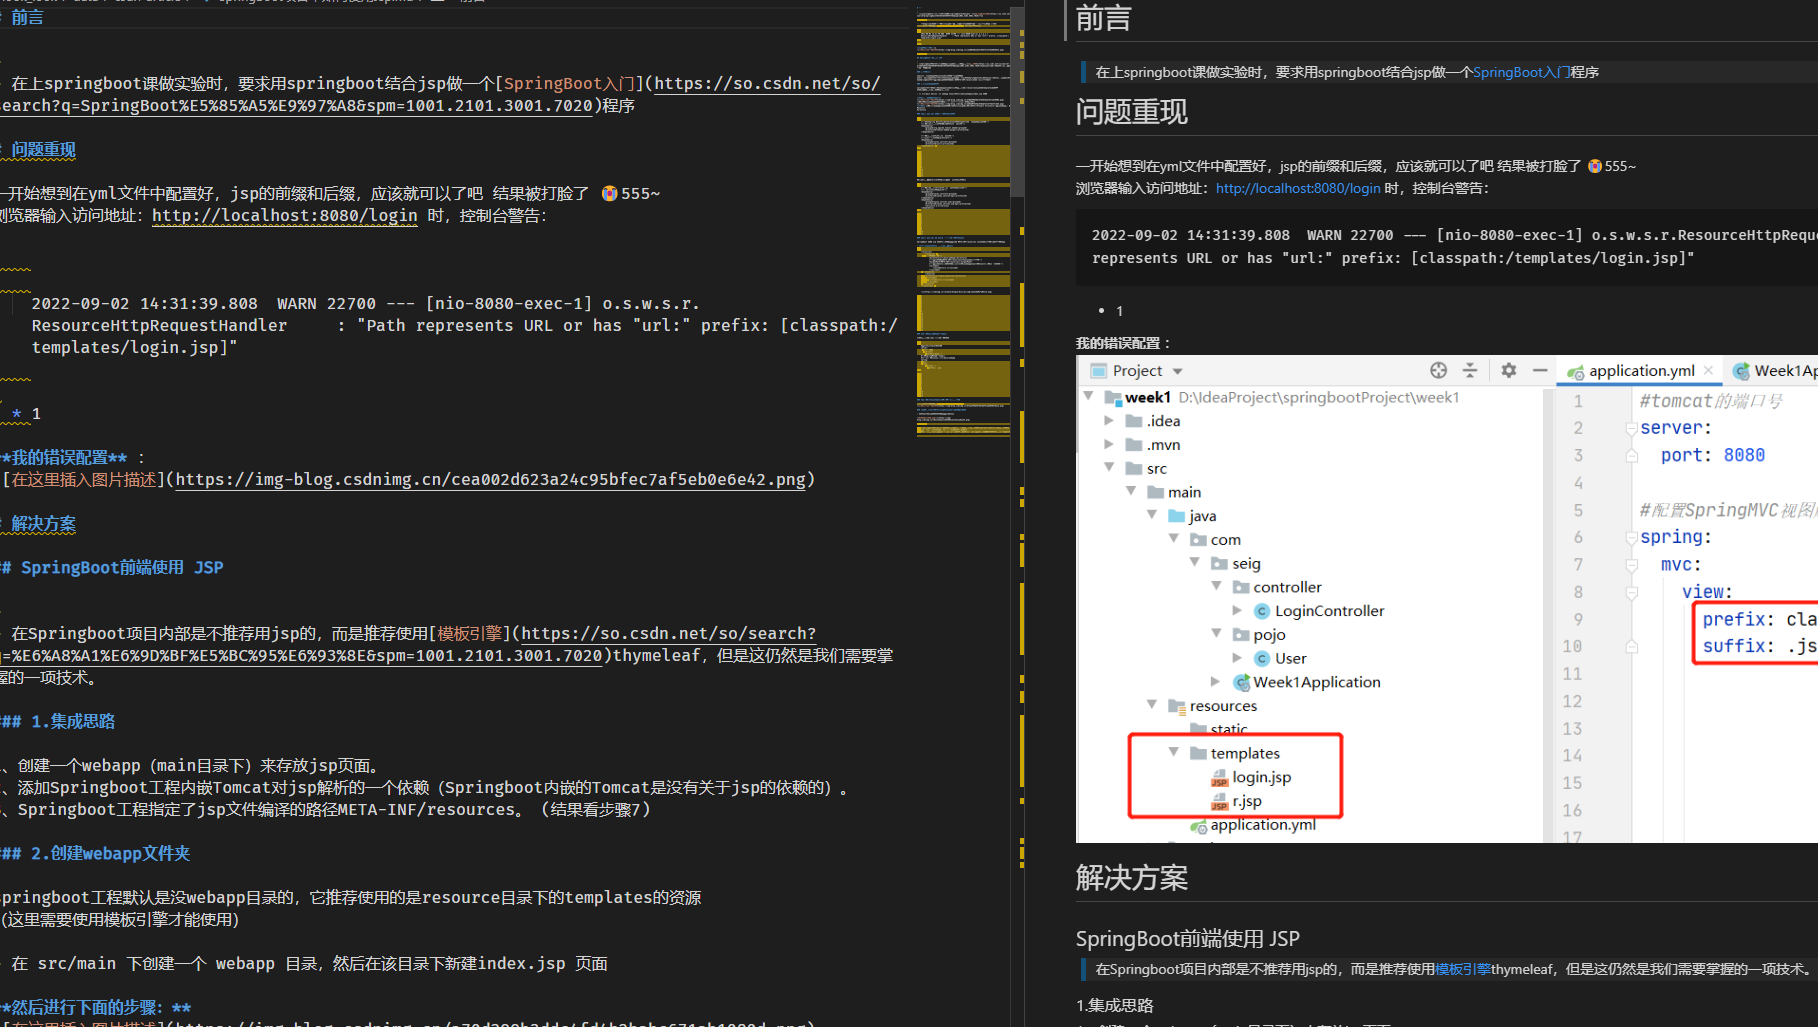 # 前言
在上springboot课做实验时，要求用springboot结合jsp做一个[SpringBoot入门](https://so.csdn.net/so/
search?q=SpringBoot%E5%85%A5%E9%97%A8&spm=1001.2101.3001.7020)程序
问题重现
一开始想到在yml文件中配置好，jsp的前缀和后缀，应该就可以了吧 结果被打脸了 😭555~
浏览器输入访问地址：http://localhost:8080/login 时，控制台警告：
2022-09-02 14:31:39.808  WARN 22700 --- [nio-8080-exec-1] o.s.w.s.r.
ResourceHttpRequestHandler     : "Path represents URL or has "url:" prefix: [classpath:/
templates/login.jsp]"
* 1
**我的错误配置** ：
[在这里插入图片描述](https://img-blog.csdnimg.cn/cea002d623a24c95bfec7af5eb0e6e42.png)
解决方案
## SpringBoot前端使用 JSP
在Springboot项目内部是不推荐用jsp的，而是推荐使用[模板引擎](https://so.csdn.net/so/search?
q=%E6%A8%A1%E6%9D%BF%E5%BC%95%E6%93%8E&spm=1001.2101.3001.7020)thymeleaf，但是这仍然是我们需要掌
握的一项技术。
## 1.集成思路
、创建一个webapp（main目录下）来存放jsp页面。
、添加Springboot工程内嵌Tomcat对jsp解析的一个依赖（Springboot内嵌的Tomcat是没有关于jsp的依赖的）。
、Springboot工程指定了jsp文件编译的路径META-INF/resources。（结果看步骤7）
## 2.创建webapp文件夹
springboot工程默认是没webapp目录的，它推荐使用的是resource目录下的templates的资源
(这里需要使用模板引擎才能使用)
在 src/main 下创建一个 webapp 目录，然后在该目录下新建index.jsp 页面
**然后进行下面的步骤：**
前言
在上springboot课做实验时，要求用springboot结合jsp做一个SpringBoot入门程序
问题重现
一开始想到在yml文件中配置好，jsp的前缀和后缀，应该就可以了吧 结果被打脸了 😭555~
浏览器输入访问地址：http://localhost:8080/login 时，控制台警告：
2022-09-02 14:31:39.808  WARN 22700 --- [nio-8080-exec-1] o.s.w.s.r.ResourceHttpReque
represents URL or has "url:" prefix: [classpath:/templates/login.jsp]"
• 1
我的错误配置 ：
Project
week1 D:\IdeaProject\springbootProject\week1
.idea
.mvn
src
main
java
com
seig
controller
LoginController
pojo
User
Week1Application
resources
static
templates
login.jsp
r.jsp
application.yml
application.yml
Week1Ap
1 #tomcat的端口号
2 server:
3 port: 8080
4
5 #配置SpringMVC视图
6 spring:
7 mvc:
8 view:
9 prefix: cla
10 suffix: .js
11
12
13
14
15
16
17
解决方案
SpringBoot前端使用 JSP
在Springboot项目内部是不推荐用jsp的，而是推荐使用模板引擎thymeleaf，但是这仍然是我们需要掌握的一项技术。
1.集成思路